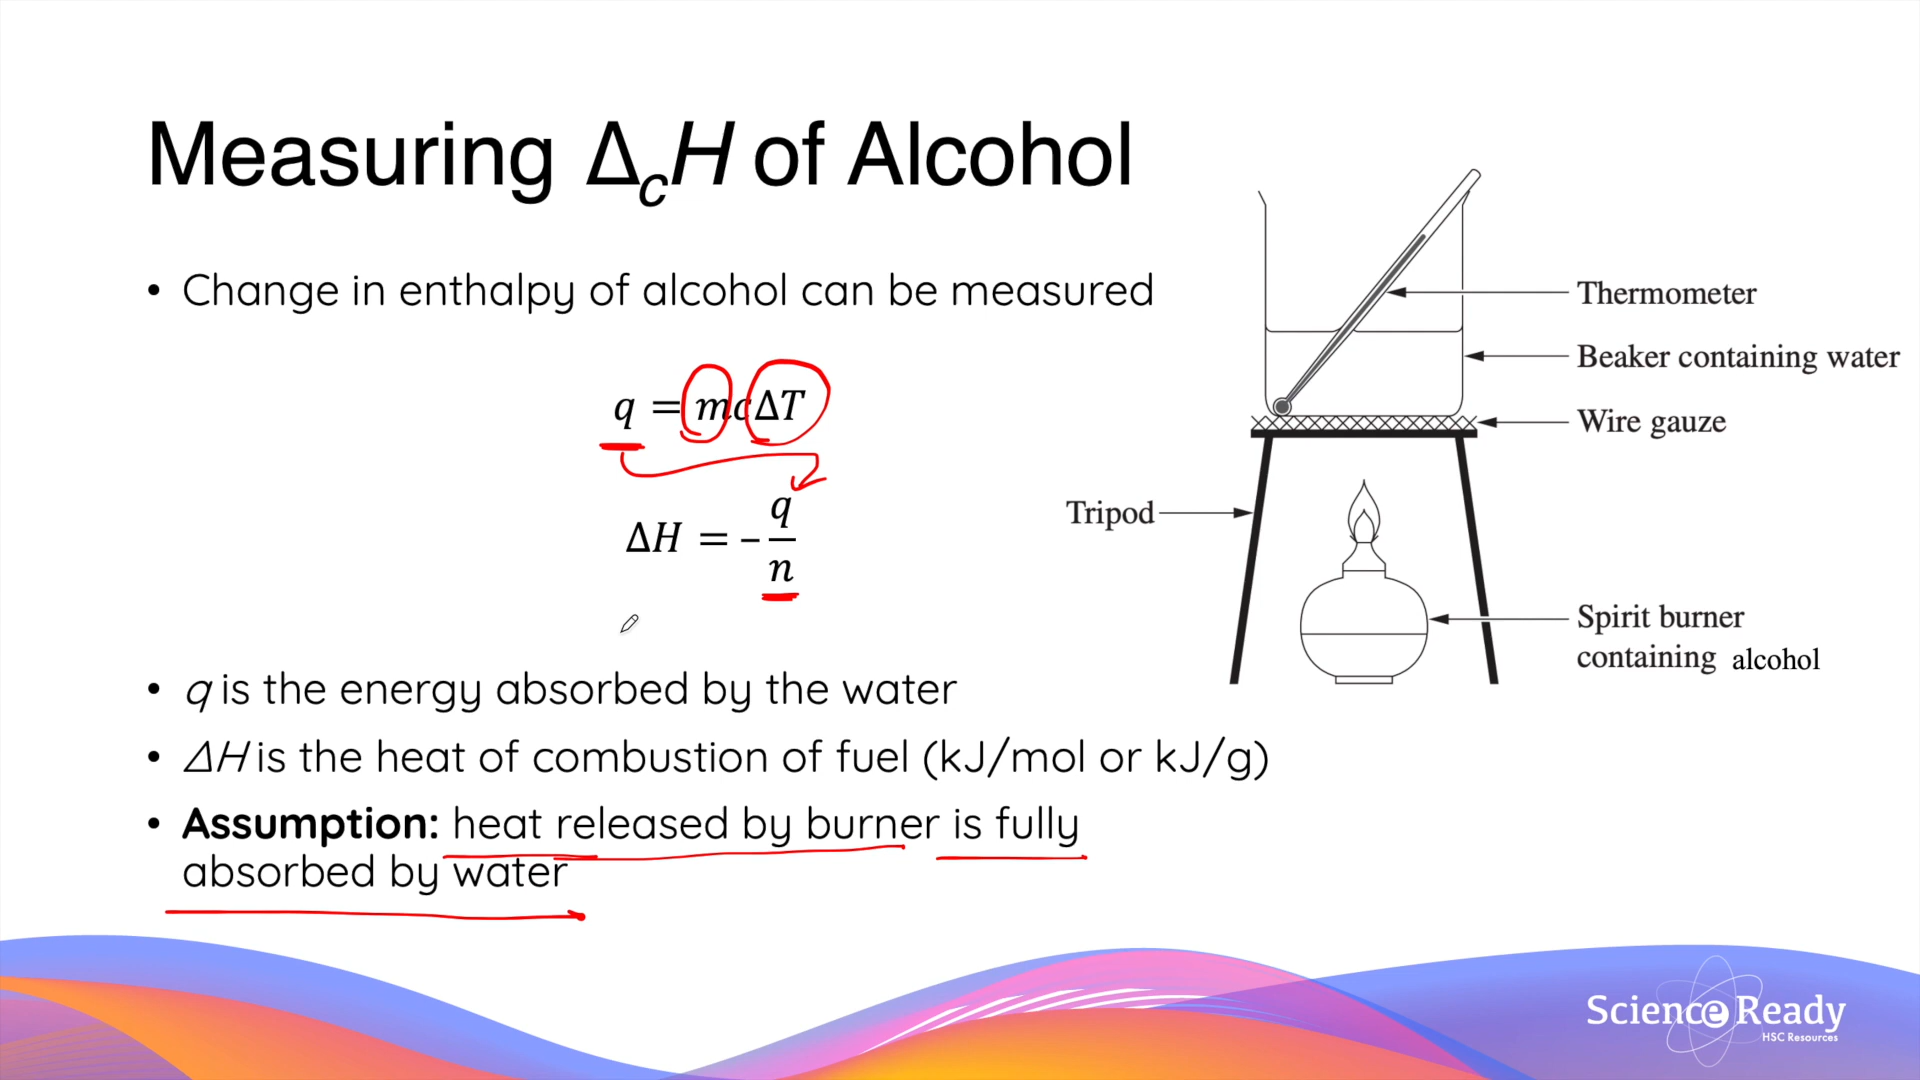 Measuring ΔcH of Alcohol
• Change in enthalpy of alcohol can be measured
q = mcΔT
ΔH = –q/n
• q is the energy absorbed by the water
• ΔH is the heat of combustion of fuel (kJ/mol or kJ/g)
• Assumption: heat released by burner is fully
absorbed by water
Thermometer
Beaker containing water
Wire gauze
Tripod
Spirit burner
containing alcohol
Science Ready
HSC Resources